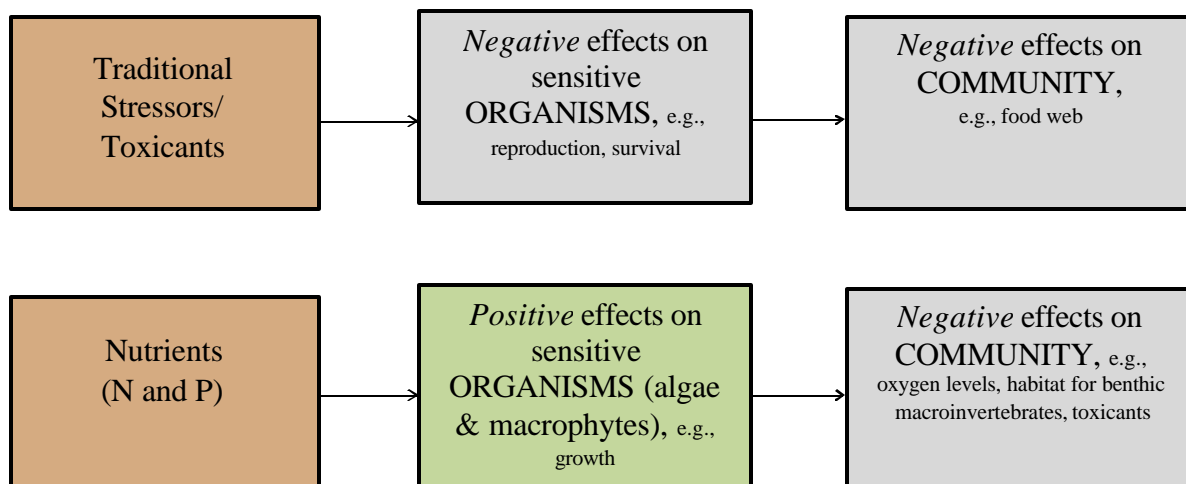 Traditional
Stressors/
Toxicants
Negative effects on
sensitive
ORGANISMS, e.g.,
reproduction, survival
Negative effects on
COMMUNITY,
e.g., food web
Nutrients
(N and P)
Positive effects on
sensitive
ORGANISMS (algae
& macrophytes), e.g.,
growth
Negative effects on
COMMUNITY, e.g.,
oxygen levels, habitat for benthic
macroinvertebrates, toxicants